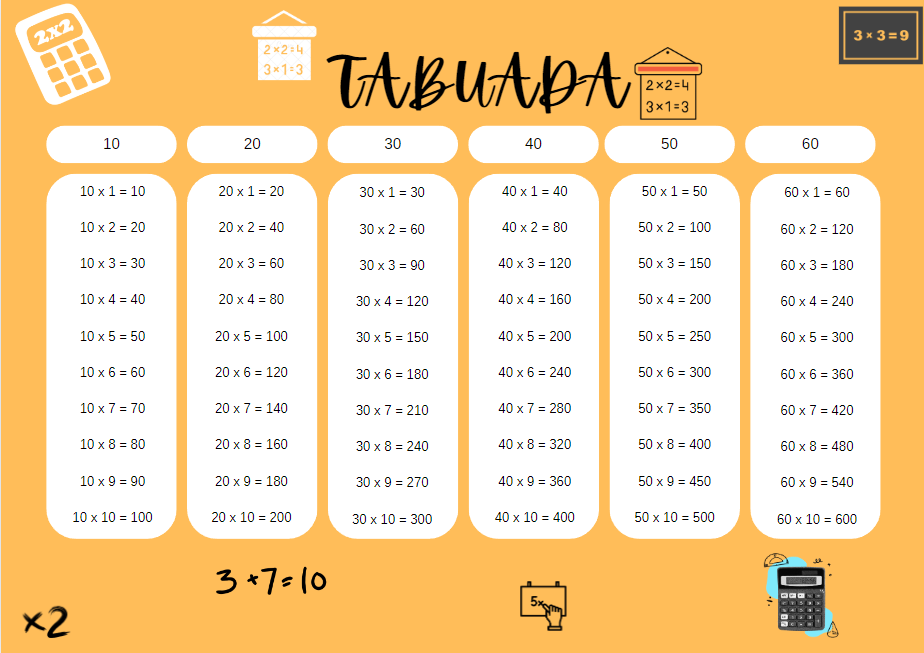 2x2
2×2=4
3×1=3
TABUADA
2×2=4
3×1=3
3×3=9
10
20
30
40
50
60
10 x 1 = 10
10 x 2 = 20
10 x 3 = 30
10 x 4 = 40
10 x 5 = 50
10 x 6 = 60
10 x 7 = 70
10 x 8 = 80
10 x 9 = 90
10 x 10 = 100
20 x 1 = 20
20 x 2 = 40
20 x 3 = 60
20 x 4 = 80
20 x 5 = 100
20 x 6 = 120
20 x 7 = 140
20 x 8 = 160
20 x 9 = 180
20 x 10 = 200
30 x 1 = 30
30 x 2 = 60
30 x 3 = 90
30 x 4 = 120
30 x 5 = 150
30 x 6 = 180
30 x 7 = 210
30 x 8 = 240
30 x 9 = 270
30 x 10 = 300
40 x 1 = 40
40 x 2 = 80
40 x 3 = 120
40 x 4 = 160
40 x 5 = 200
40 x 6 = 240
40 x 7 = 280
40 x 8 = 320
40 x 9 = 360
40 x 10 = 400
50 x 1 = 50
50 x 2 = 100
50 x 3 = 150
50 x 4 = 200
50 x 5 = 250
50 x 6 = 300
50 x 7 = 350
50 x 8 = 400
50 x 9 = 450
50 x 10 = 500
60 x 1 = 60
60 x 2 = 120
60 x 3 = 180
60 x 4 = 240
60 x 5 = 300
60 x 6 = 360
60 x 7 = 420
60 x 8 = 480
60 x 9 = 540
60 x 10 = 600
3+7=10
×2
5×